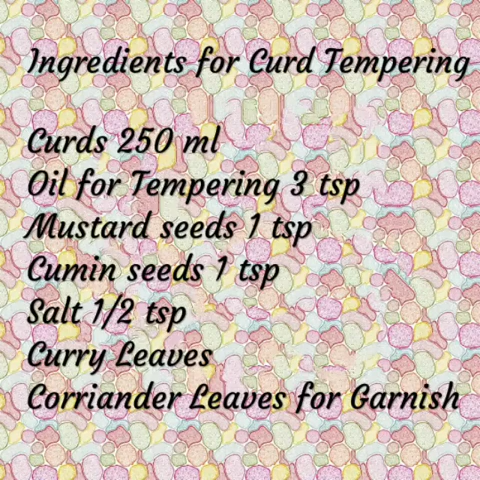 Ingredients for Curd Tempering
Curds 250 ml
Oil for Tempering 3 tsp
Mustard seeds 1 tsp
Cumin seeds 1 tsp
Salt 1/2 tsp
Curry Leaves
Corriander Leaves for Garnish